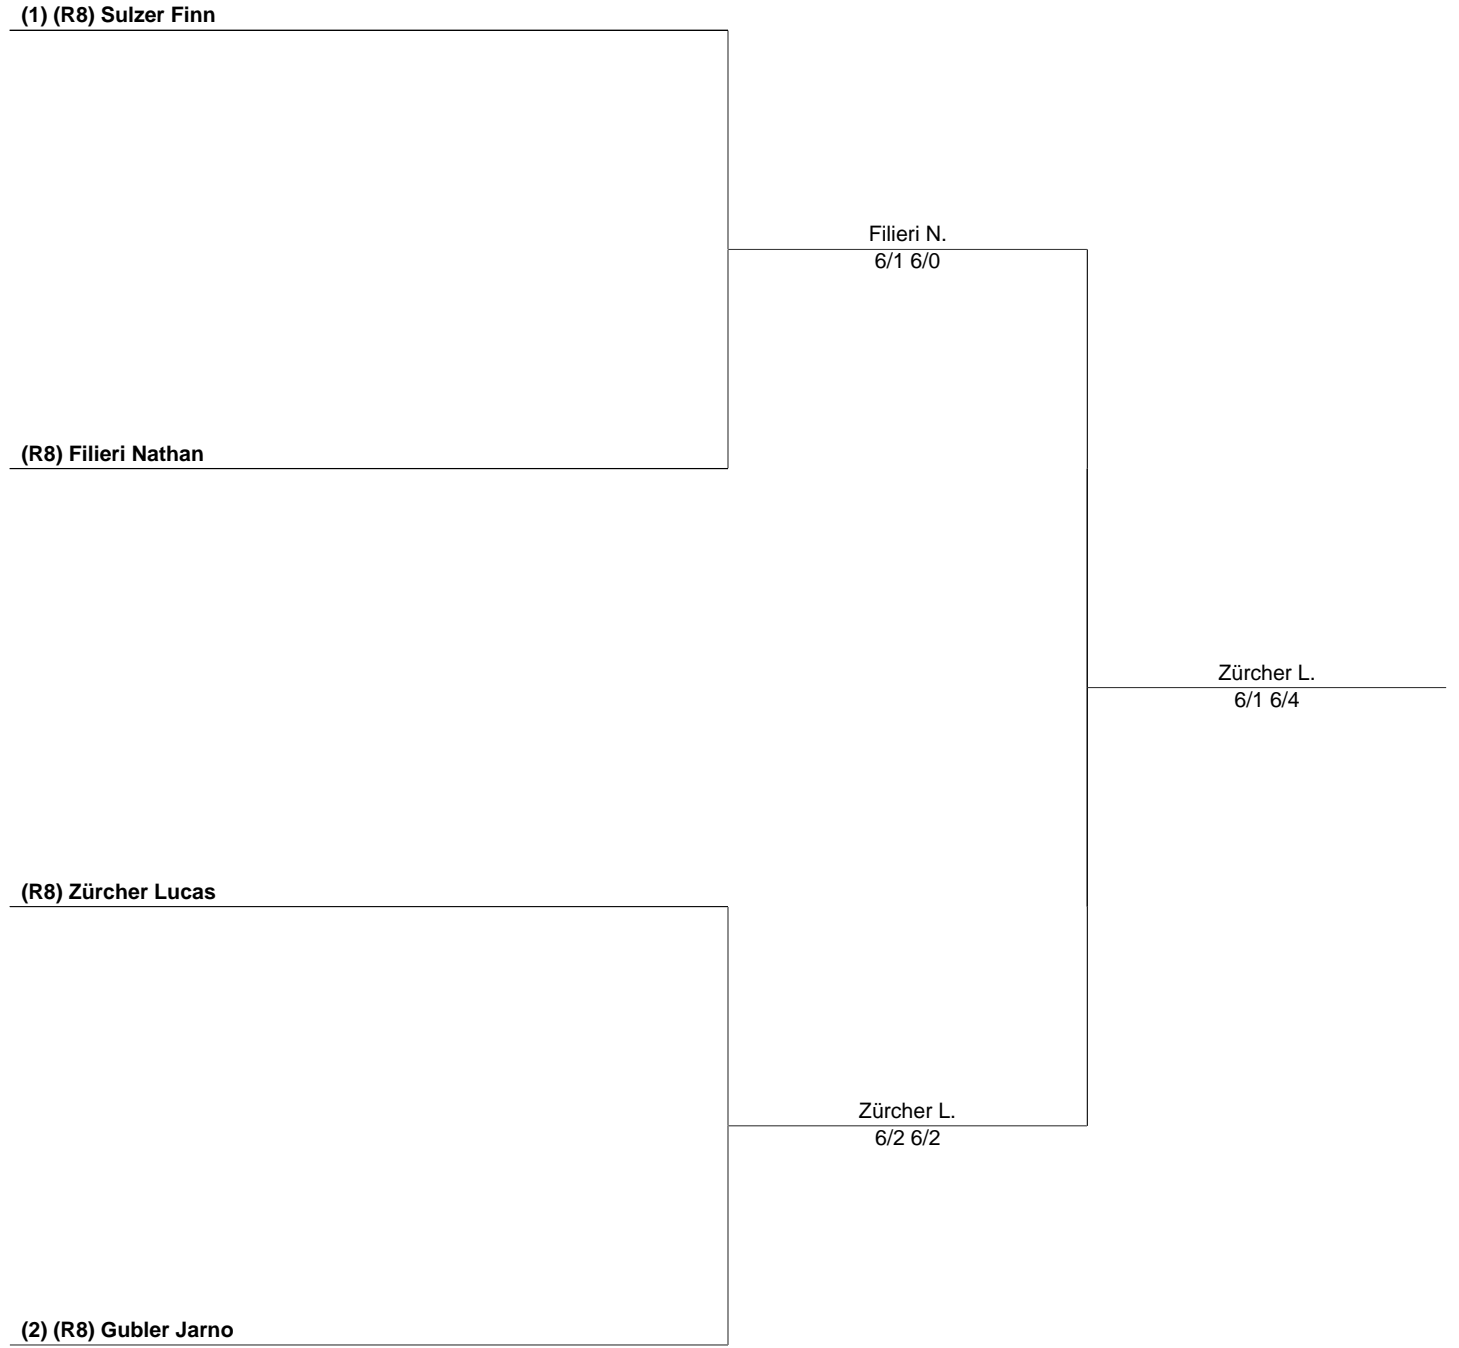 (1) (R8) Sulzer Finn
Filieri N.
6/1 6/0
(R8) Filieri Nathan
Zürcher L.
6/1 6/4
(R8) Zürcher Lucas
Zürcher L.
6/2 6/2
(2) (R8) Gubler Jarno